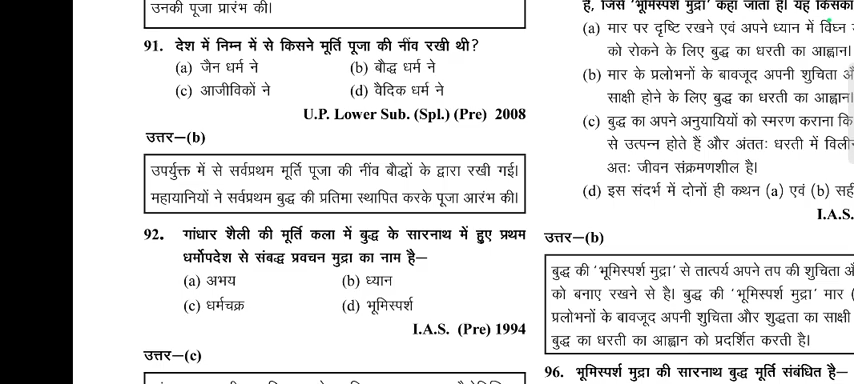 उनकी पूजा प्रारंभ की।
91. देश में निम्न में से किसने मूर्ति पूजा की नींव रखी थी?
(a) जैन धर्म ने (b) बौद्ध धर्म ने
(c) आजीविकों ने (d) वैदिक धर्म ने
U.P. Lower Sub. (Spl.) (Pre) 2008
उत्तर–(b)
उपर्युक्त में से सर्वप्रथम मूर्ति पूजा की नींव बौद्धों के द्वारा रखी गई।
महायानियों ने सर्वप्रथम बुद्ध की प्रतिमा स्थापित करके पूजा आरंभ की।
92. गांधार शैली की मूर्ति कला में बुद्ध के सारनाथ में हुए प्रथम
धर्मोपदेश से संबद्ध प्रवचन मुद्रा का नाम है–
(a) अभय (b) ध्यान
(c) धर्मचक्र (d) भूमिस्पर्श
I.A.S. (Pre) 1994
उत्तर–(c)
है, जिसे 'भूमिस्पर्श मुद्रा' कहा जाता है। यह किसका
(a) मार पर दृष्टि रखने एवं अपने ध्यान में विघ्न
को रोकने के लिए बुद्ध का धरती का आह्वान।
(b) मार के प्रलोभनों के बावजूद अपनी शुचिता
साक्षी होने के लिए बुद्ध का धरती का आह्वान।
(c) बुद्ध का अपने अनुयायियों को स्मरण कराना कि
से उत्पन्न होते हैं और अंततः धरती में
अतः जीवन संक्रमणशील है।
(d) इस संदर्भ में दोनों ही कथन (a) एवं (b)
I.A.S.
उत्तर–(b)
बुद्ध की 'भूमिस्पर्श मुद्रा' से तात्पर्य अपने तप की शुचिता
को बनाए रखने से है। बुद्ध की 'भूमिस्पर्श मुद्रा' मार (
प्रलोभनों के बावजूद अपनी शुचिता और शुद्धता का साक्षी
बुद्ध का धरती का आह्वान को प्रदर्शित करती है।
96. भूमिस्पर्श मुद्रा की सारनाथ बुद्ध मूर्ति संबंधित है–